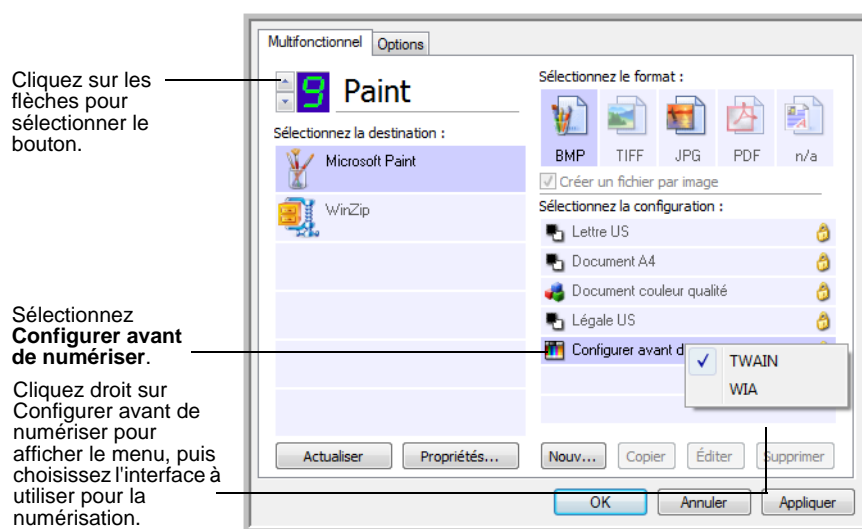 Multifonctionnel Options
Cliquez sur les
flèches pour
sélectionner le
bouton.
9 Paint
Sélectionnez la destination :
Microsoft Paint
WinZip
Sélectionnez le format :
BMP TIFF JPG PDF n/a
Créer un fichier par image
Sélectionnez la configuration :
Lettre US
Document A4
Document couleur qualité
Légale US
Configurer avant d
TWAIN
WIA
Sélectionnez
Configurer avant
de numériser.
Cliquez droit sur
Configurer avant de
numériser pour
afficher le menu, puis
choisissez l'interface à
utiliser pour la
numérisation.
Actualiser Propriétés...
Nouv... Copier Éditer Supprimer
OK Annuler Appliquer